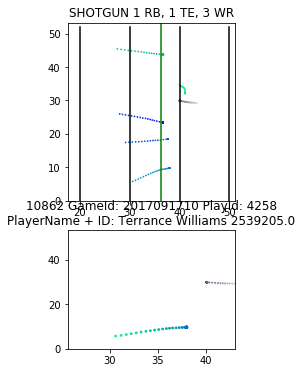 SHOTGUN 1 RB, 1 TE, 3 WR
50
40
30
20
10
0
20 30 40 50
GameId: 2017091710 PlayId: 4258
PlayerName + ID: Terrance Williams 2539205.0
40
20
0
30 35 40